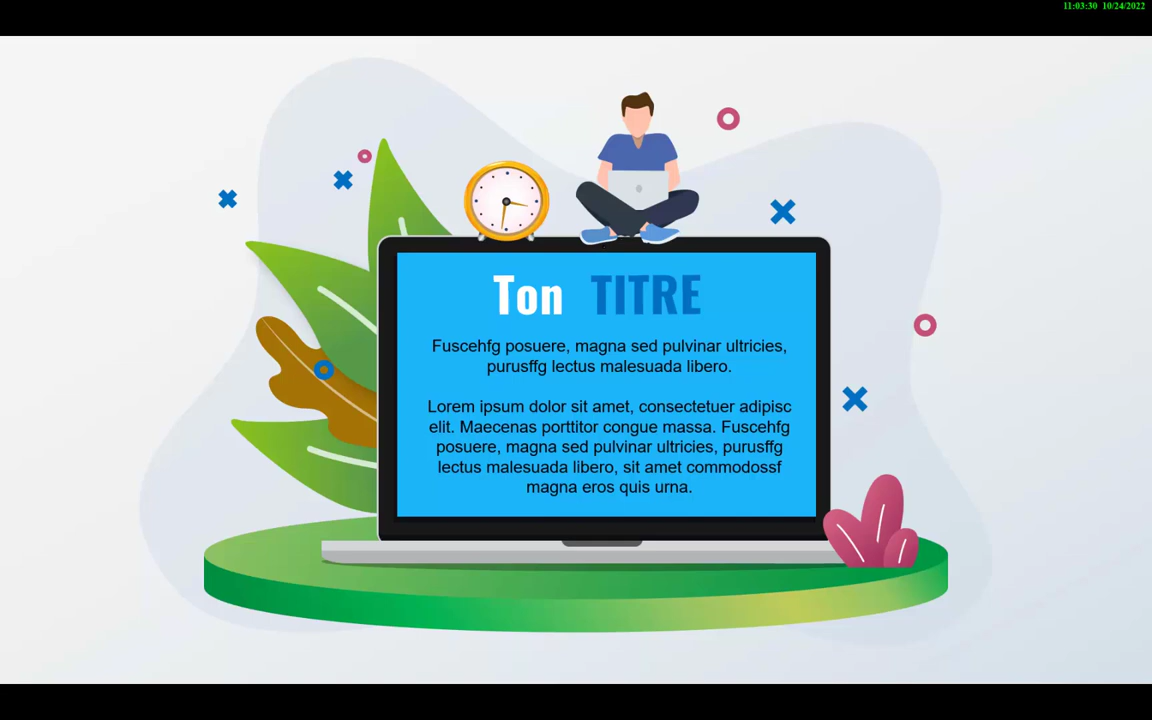 11:03:30 10/24/2022
Ton TITRE
Fuscehfg posuere, magna sed pulvinar ultricies,
purusffg lectus malesuada libero.
Lorem ipsum dolor sit amet, consectetuer adipisc
elit. Maecenas porttitor congue massa. Fuscehfg
posuere, magna sed pulvinar ultricies, purusffg
lectus malesuada libero, sit amet commodossf
magna eros quis urna.